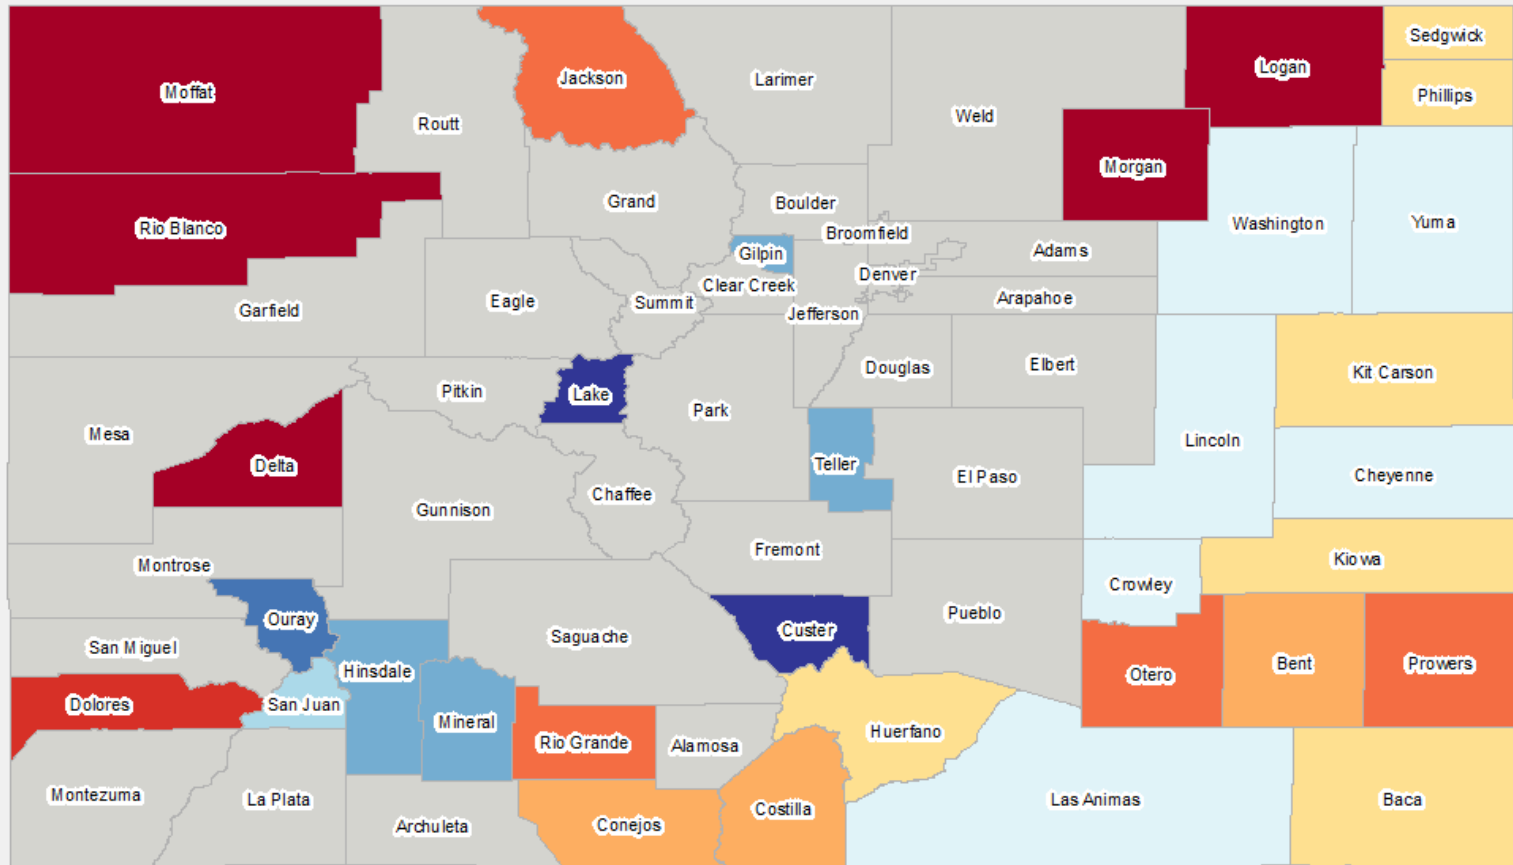 Sedgwick
Logan
Jackson
Larimer
Moffat
Phillips
Weld
Routt
Morgan
Grand
Boulder
Washington
Yuma
Rio Blanco
Broomfield
Gilpin
Adams
Denver
Clear Creek
Arapahoe
Eagle
Summit
Garfield
Jefferson
Elbert
Douglas
Kit Carson
Pitkin
Lake
Park
Mesa
Lincoln
Delta
Teller
El Paso
Cheyenne
Chaffee
Gunnison
Fremont
Kiowa
Montrose
Crowley
Pueblo
Ouray
Custer
Saguache
San Miguel
Bent
Prowers
Hinsdale
Otero
Dolores
San Juan
Mineral
Huerfano
Rio Grande
Alamosa
Montezuma
La Plata
Las Animas
Baca
Costilla
Conejos
Archuleta